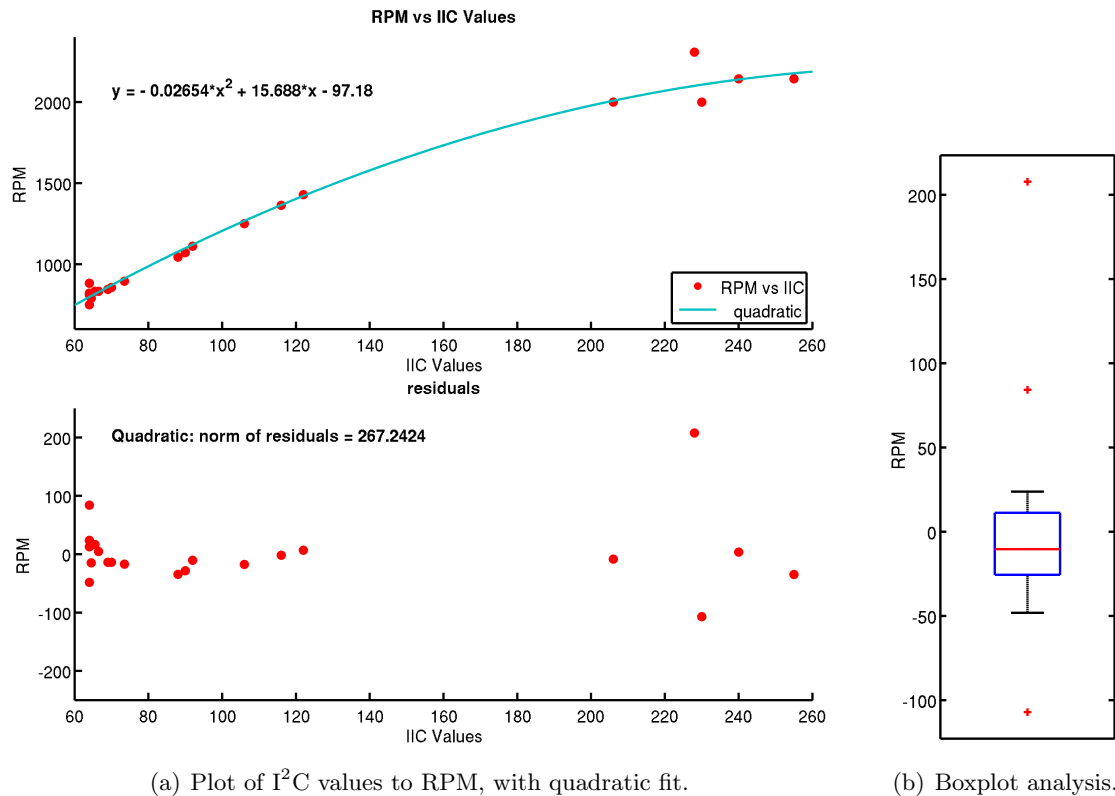 RPM vs IIC Values
y = - 0.02654*x² + 15.688*x - 97.18
RPM
2000
1500
1000
RPM vs IIC
quadratic
60 80 100 120 140 160 180 200 220 240 260
IIC Values
residuals
Quadratic: norm of residuals = 267.2424
RPM
200
100
0
-100
-200
60 80 100 120 140 160 180 200 220 240 260
IIC Values
(a) Plot of I²C values to RPM, with quadratic fit.
RPM
200
150
100
50
0
-50
-100
(b) Boxplot analysis.